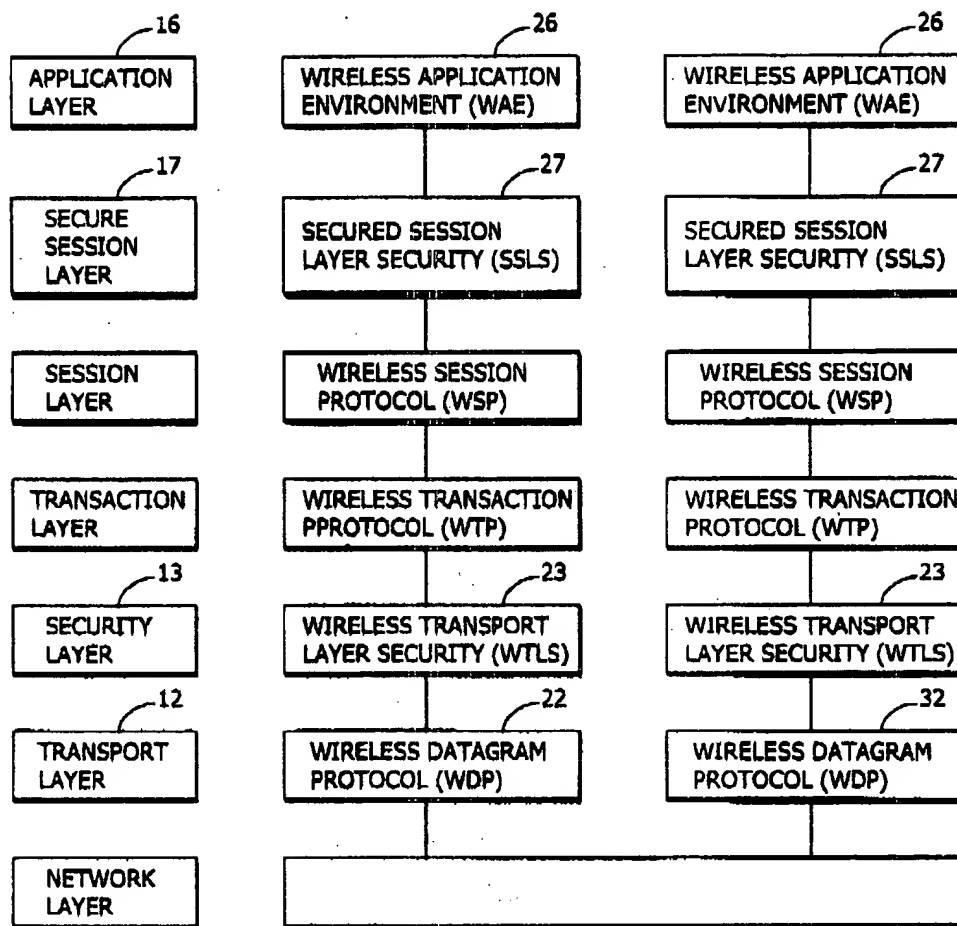 16
26
26
APPLICATION
LAYER
WIRELESS APPLICATION
ENVIRONMENT (WAE)
WIRELESS APPLICATION
ENVIRONMENT (WAE)
17
27
27
SECURE
SESSION
LAYER
SECURED SESSION
LAYER SECURITY (SSLS)
SECURED SESSION
LAYER SECURITY (SSLS)
SESSION
LAYER
WIRELESS SESSION
PROTOCOL (WSP)
WIRELESS SESSION
PROTOCOL (WSP)
TRANSACTION
LAYER
WIRELESS TRANSACTION
PPROTOCOL (WTP)
WIRELESS TRANSACTION
PROTOCOL (WTP)
13
23
23
SECURITY
LAYER
WIRELESS TRANSPORT
LAYER SECURITY (WTLS)
WIRELESS TRANSPORT
LAYER SECURITY (WTLS)
12
22
32
TRANSPORT
LAYER
WIRELESS DATAGRAM
PROTOCOL (WDP)
WIRELESS DATAGRAM
PROTOCOL (WDP)
NETWORK
LAYER